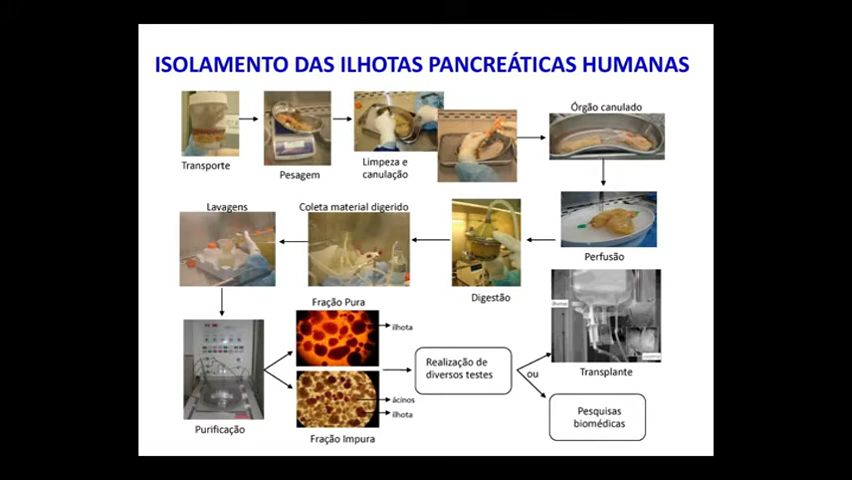 ISOLAMENTO DAS ILHOTAS PANCREÁTICAS HUMANAS
Transporte
Pesagem
Limpeza e
canulação
Órgão canulado
Perfusão
Digestão
Coleta material digerido
Lavagens
Purificação
Fração Pura
ilhota
ácinos
ilhota
Fração Impura
Realização de
diversos testes
ou
Transplante
Pesquisas
biomédicas